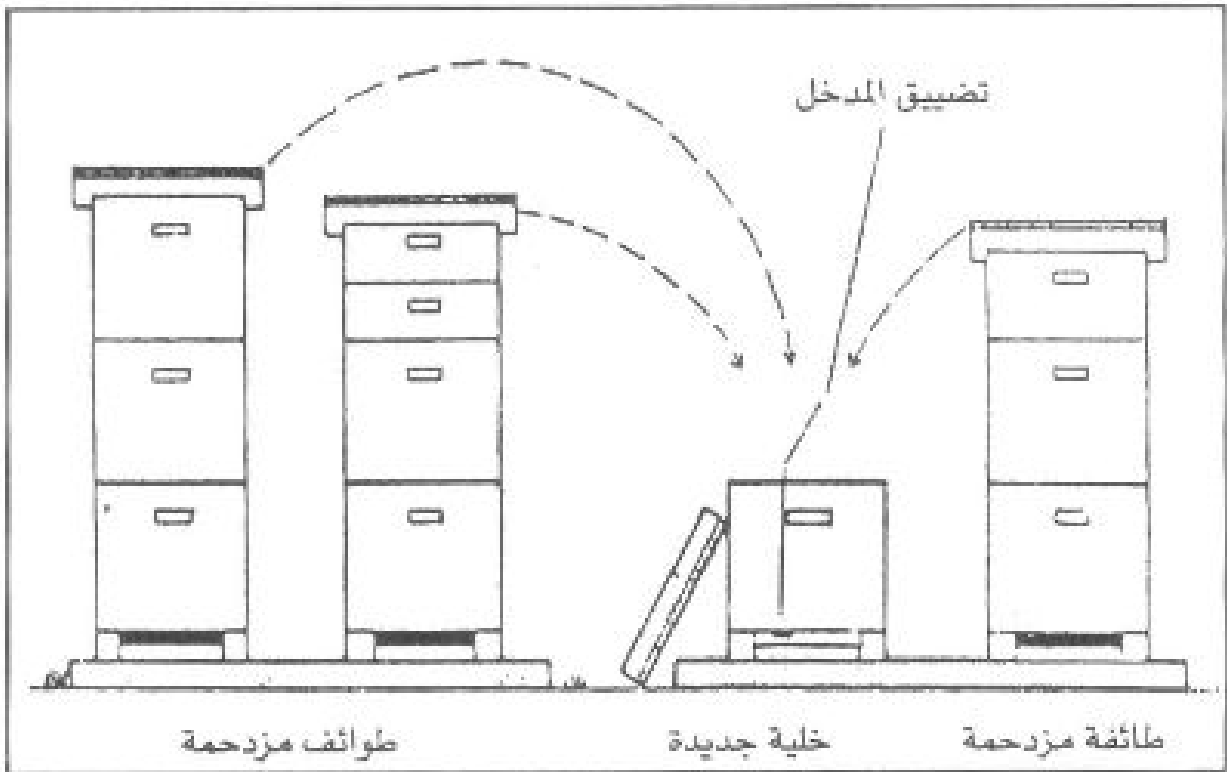 تضييق المدخل
طائفة مزدحمة
خلية جديدة
طوائف مزدحمة